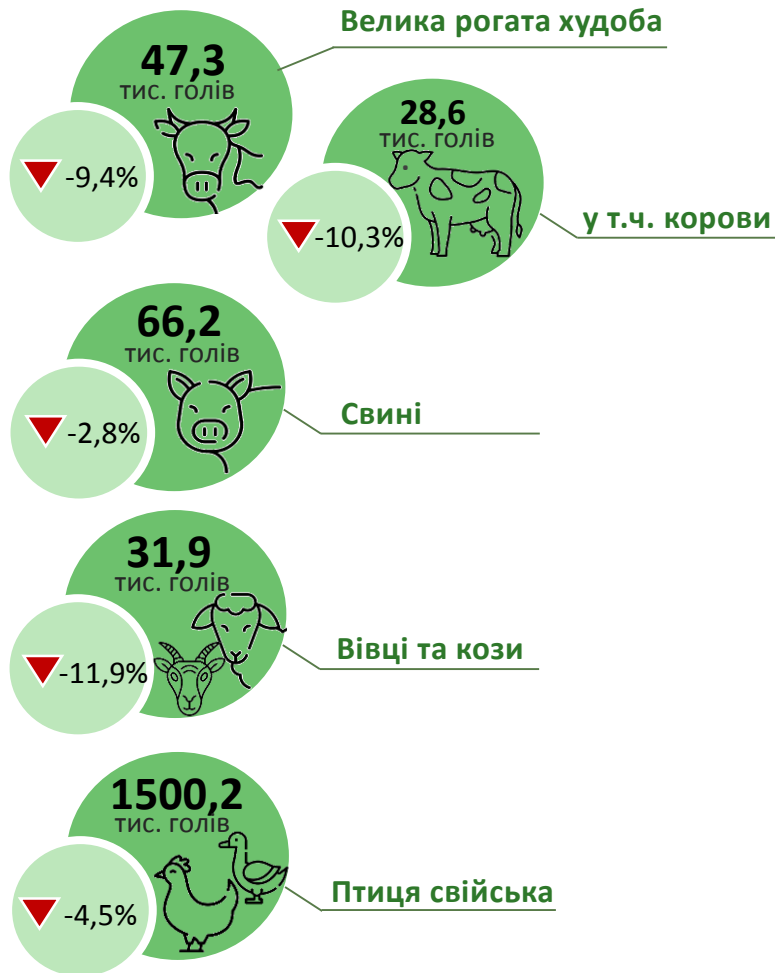 Велика рогата худоба
47,3
тис. голів
-9,4%
28,6
тис. голів
-10,3%
у т.ч. корови
66,2
тис. голів
-2,8%
Свині
31,9
тис. голів
-11,9%
Вівці та кози
1500,2
тис. голів
-4,5%
Птиця свійська